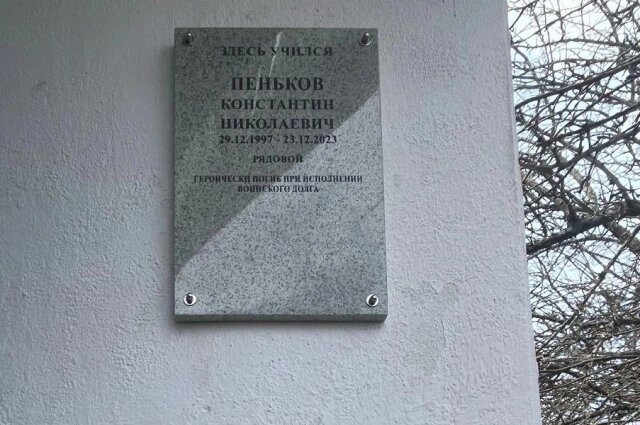 ЗДЕСЬ УЧИЛСЯ
ПЕНЬКОВ
КОНСТАНТИН
НИКОЛАЕВИЧ
29.12.1997 - 23.12.2023
РЯДОВОЙ
ГЕРОИЧЕСКИ ПОГИБ ПРИ ИСПОЛНЕНИИ
ВОИНСКОГО ДОЛГА